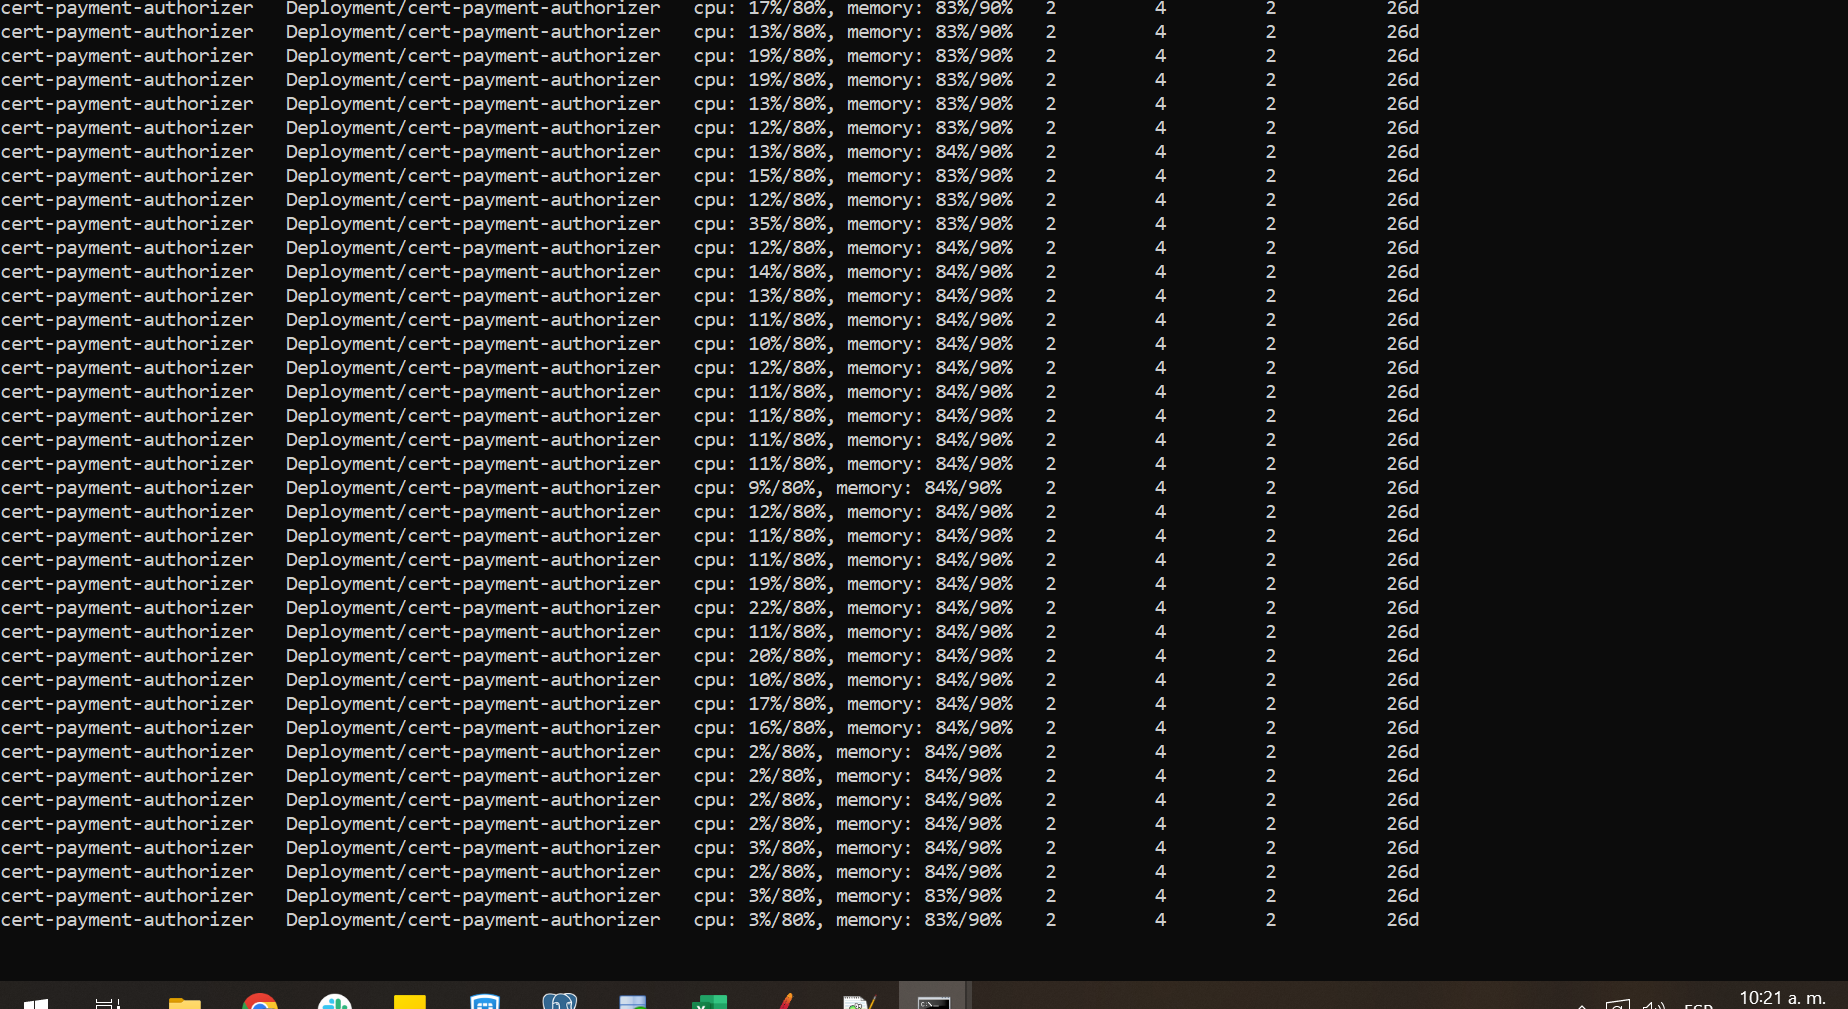 cert-payment-authorizer Deployment/cert-payment-authorizer cpu: 17%/80%, memory: 83%/90% 2 4 2 26d
cert-payment-authorizer Deployment/cert-payment-authorizer cpu: 13%/80%, memory: 83%/90% 2 4 2 26d
cert-payment-authorizer Deployment/cert-payment-authorizer cpu: 19%/80%, memory: 83%/90% 2 4 2 26d
cert-payment-authorizer Deployment/cert-payment-authorizer cpu: 19%/80%, memory: 83%/90% 2 4 2 26d
cert-payment-authorizer Deployment/cert-payment-authorizer cpu: 13%/80%, memory: 83%/90% 2 4 2 26d
cert-payment-authorizer Deployment/cert-payment-authorizer cpu: 12%/80%, memory: 83%/90% 2 4 2 26d
cert-payment-authorizer Deployment/cert-payment-authorizer cpu: 13%/80%, memory: 84%/90% 2 4 2 26d
cert-payment-authorizer Deployment/cert-payment-authorizer cpu: 15%/80%, memory: 83%/90% 2 4 2 26d
cert-payment-authorizer Deployment/cert-payment-authorizer cpu: 12%/80%, memory: 83%/90% 2 4 2 26d
cert-payment-authorizer Deployment/cert-payment-authorizer cpu: 35%/80%, memory: 83%/90% 2 4 2 26d
cert-payment-authorizer Deployment/cert-payment-authorizer cpu: 12%/80%, memory: 84%/90% 2 4 2 26d
cert-payment-authorizer Deployment/cert-payment-authorizer cpu: 14%/80%, memory: 84%/90% 2 4 2 26d
cert-payment-authorizer Deployment/cert-payment-authorizer cpu: 13%/80%, memory: 84%/90% 2 4 2 26d
cert-payment-authorizer Deployment/cert-payment-authorizer cpu: 11%/80%, memory: 84%/90% 2 4 2 26d
cert-payment-authorizer Deployment/cert-payment-authorizer cpu: 10%/80%, memory: 84%/90% 2 4 2 26d
cert-payment-authorizer Deployment/cert-payment-authorizer cpu: 12%/80%, memory: 84%/90% 2 4 2 26d
cert-payment-authorizer Deployment/cert-payment-authorizer cpu: 11%/80%, memory: 84%/90% 2 4 2 26d
cert-payment-authorizer Deployment/cert-payment-authorizer cpu: 11%/80%, memory: 84%/90% 2 4 2 26d
cert-payment-authorizer Deployment/cert-payment-authorizer cpu: 11%/80%, memory: 84%/90% 2 4 2 26d
cert-payment-authorizer Deployment/cert-payment-authorizer cpu: 11%/80%, memory: 84%/90% 2 4 2 26d
cert-payment-authorizer Deployment/cert-payment-authorizer cpu: 9%/80%, memory: 84%/90% 2 4 2 26d
cert-payment-authorizer Deployment/cert-payment-authorizer cpu: 12%/80%, memory: 84%/90% 2 4 2 26d
cert-payment-authorizer Deployment/cert-payment-authorizer cpu: 11%/80%, memory: 84%/90% 2 4 2 26d
cert-payment-authorizer Deployment/cert-payment-authorizer cpu: 11%/80%, memory: 84%/90% 2 4 2 26d
cert-payment-authorizer Deployment/cert-payment-authorizer cpu: 19%/80%, memory: 84%/90% 2 4 2 26d
cert-payment-authorizer Deployment/cert-payment-authorizer cpu: 22%/80%, memory: 84%/90% 2 4 2 26d
cert-payment-authorizer Deployment/cert-payment-authorizer cpu: 11%/80%, memory: 84%/90% 2 4 2 26d
cert-payment-authorizer Deployment/cert-payment-authorizer cpu: 20%/80%, memory: 84%/90% 2 4 2 26d
cert-payment-authorizer Deployment/cert-payment-authorizer cpu: 10%/80%, memory: 84%/90% 2 4 2 26d
cert-payment-authorizer Deployment/cert-payment-authorizer cpu: 17%/80%, memory: 84%/90% 2 4 2 26d
cert-payment-authorizer Deployment/cert-payment-authorizer cpu: 16%/80%, memory: 84%/90% 2 4 2 26d
cert-payment-authorizer Deployment/cert-payment-authorizer cpu: 2%/80%, memory: 84%/90% 2 4 2 26d
cert-payment-authorizer Deployment/cert-payment-authorizer cpu: 2%/80%, memory: 84%/90% 2 4 2 26d
cert-payment-authorizer Deployment/cert-payment-authorizer cpu: 2%/80%, memory: 84%/90% 2 4 2 26d
cert-payment-authorizer Deployment/cert-payment-authorizer cpu: 2%/80%, memory: 84%/90% 2 4 2 26d
cert-payment-authorizer Deployment/cert-payment-authorizer cpu: 3%/80%, memory: 84%/90% 2 4 2 26d
cert-payment-authorizer Deployment/cert-payment-authorizer cpu: 2%/80%, memory: 84%/90% 2 4 2 26d
cert-payment-authorizer Deployment/cert-payment-authorizer cpu: 3%/80%, memory: 83%/90% 2 4 2 26d
cert-payment-authorizer Deployment/cert-payment-authorizer cpu: 3%/80%, memory: 83%/90% 2 4 2 26d
10:21 a. m.